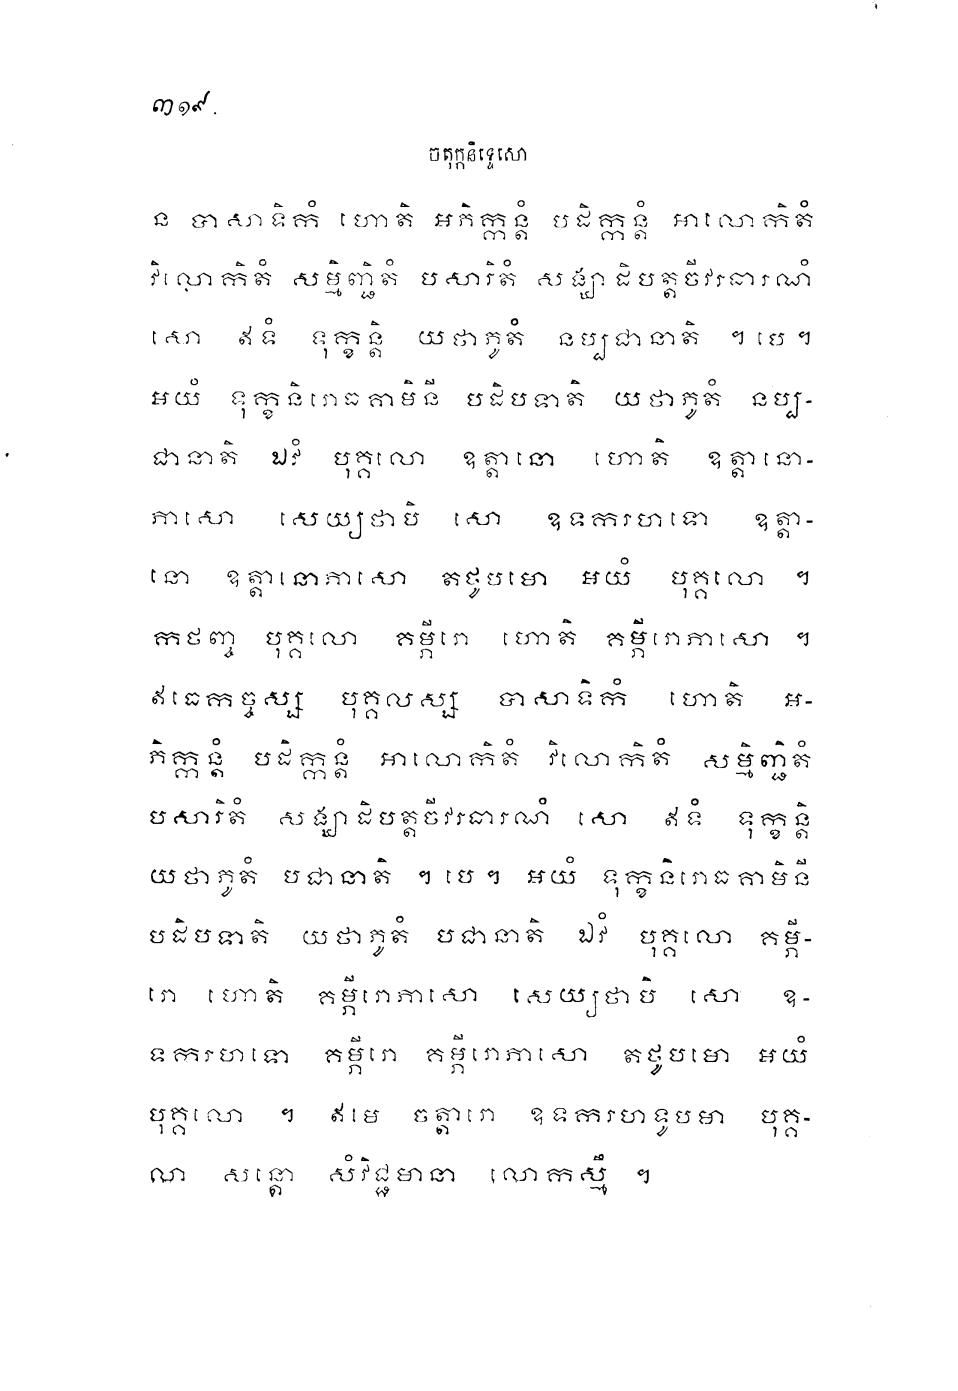 ៣១៩.
ចតុក្កនិទ្ទេសោ
ន បាសាទិកំ ហោតិ អភិក្កន្តំ បដិក្កន្តំ អាលោកិតំ
វិលោកិតំ សម្មិញ្ជិតំ បសារិតំ សង្ឃាដិបត្តចីវរធារណំ
សោ ឥទំ ទុក្ខន្តិ យថាភូតំ នប្បជានាតិ ។ បេ ។
អយំ ទុក្ខនិរោធគាមិនី បដិបទាតិ យថាភូតំ នប្ប-
ជានាតិ ឯវំ បុគ្គលោ ឧត្តានោ ហោតិ ឧត្តានោ-
ភាសោ សេយ្យថាបិ សោ ឧទករហទោ ឧត្តា-
នោ ឧត្តានោភាសោ តថូបមោ អយំ បុគ្គលោ ។
កថញ្ច បុគ្គលោ គម្ភីរោ ហោតិ គម្ភីរោភាសោ ។
ឥធេកច្ចស្ស បុគ្គលស្ស បាសាទិកំ ហោតិ អ-
ភិក្កន្តំ បដិក្កន្តំ អាលោកិតំ វិលោកិតំ សម្មិញ្ជិតំ
បសារិតំ សង្ឃាដិបត្តចីវរធារណំ សោ ឥទំ ទុក្ខន្តិ
យថាភូតំ បជានាតិ ។ បេ ។ អយំ ទុក្ខនិរោធគាមិនី
បដិបទាតិ យថាភូតំ បជានាតិ ឯវំ បុគ្គលោ គម្ភី-
រោ ហោតិ គម្ភីរោភាសោ សេយ្យថាបិ សោ ឧ-
ទករហទោ គម្ភីរោ គម្ភីរោភាសោ តថូបមោ អយំ
បុគ្គលោ ។ ឥមេ ចត្តារោ ឧទករហទូបមា បុគ្គ-
លា សន្តោ សំវិជ្ជមានា លោកស្មឹ ។